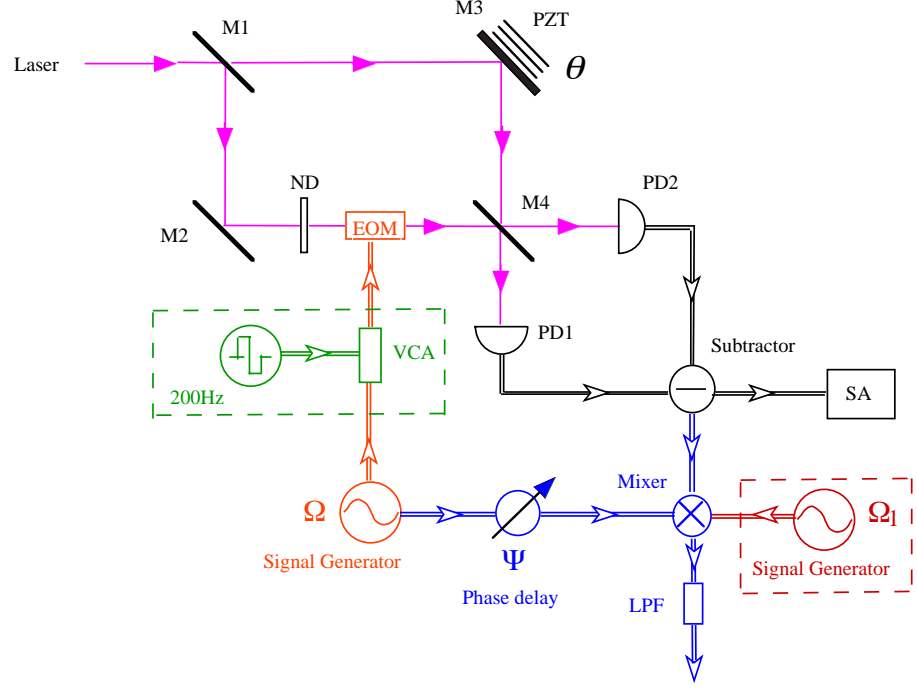 M1
M3
PZT
Laser
θ
ND
M4
PD2
M2
EOM
PD1
VCA
Subtractor
200Hz
SA
Mixer
Ω
Ω1
Signal Generator
Ψ
Signal Generator
Phase delay
LPF